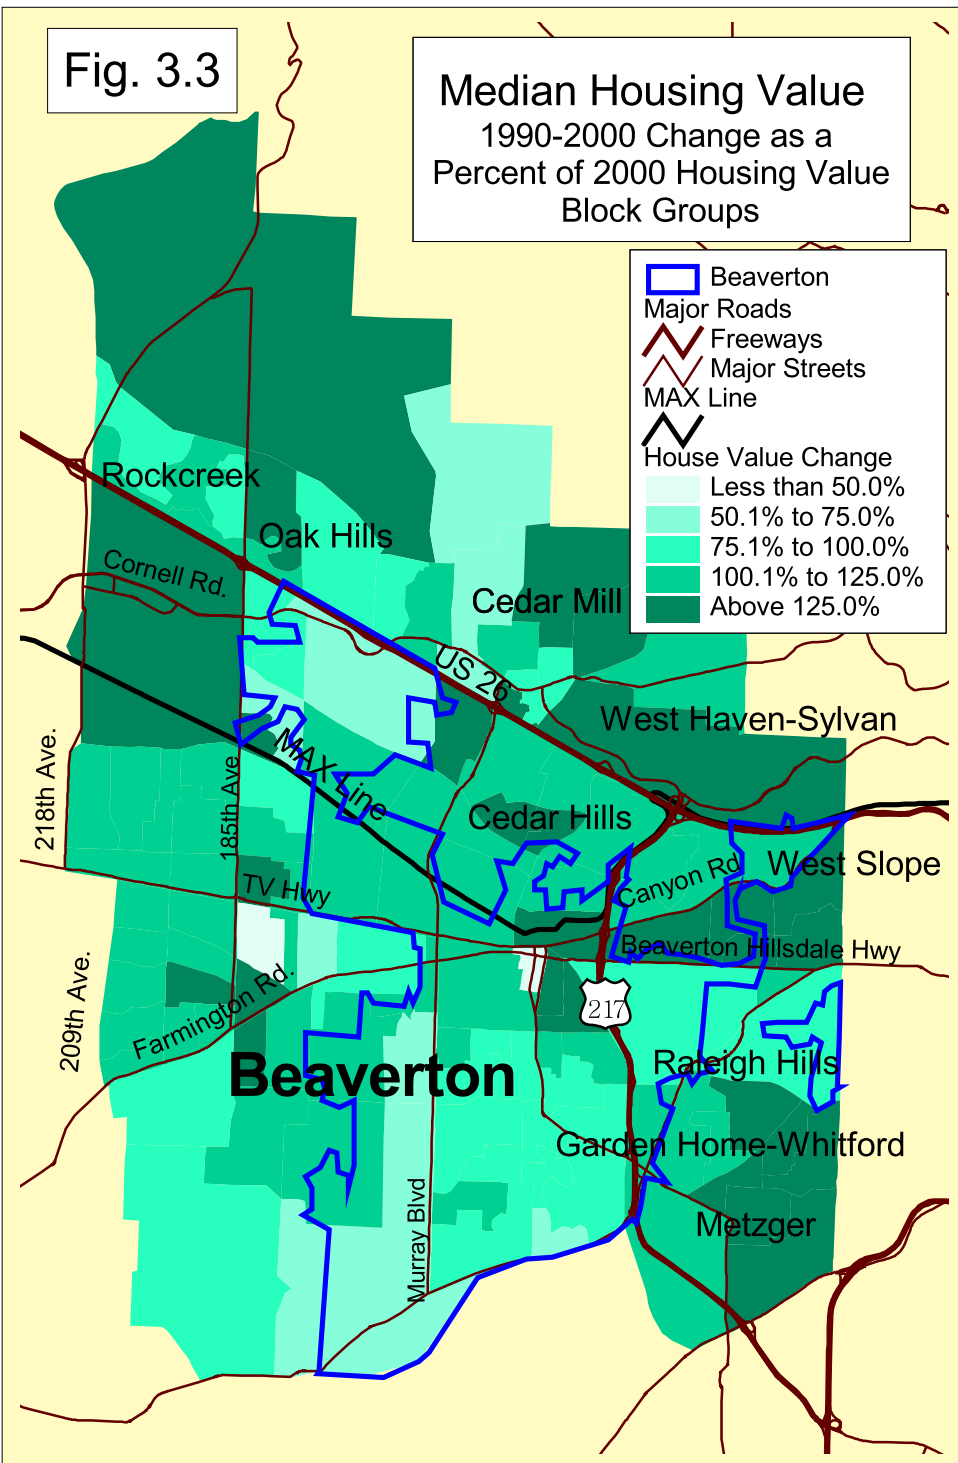 Fig. 3.3
Median Housing Value
1990-2000 Change as a
Percent of 2000 Housing Value
Block Groups
Beaverton
Major Roads
Freeways
Major Streets
MAX Line
House Value Change
Less than 50.0%
50.1% to 75.0%
75.1% to 100.0%
100.1% to 125.0%
Above 125.0%
Rockcreek
Oak Hills
Cornell Rd.
Cedar Mill
US 26
West Haven-Sylvan
218th Ave.
185th Ave
MAX Line
Cedar Hills
West Slope
Canyon Rd
TV Hwy
Beaverton Hillsdale Hwy
209th Ave.
Farmington Rd.
217
Beaverton
Raleigh Hills
Garden Home-Whitford
Murray Blvd
Metzger